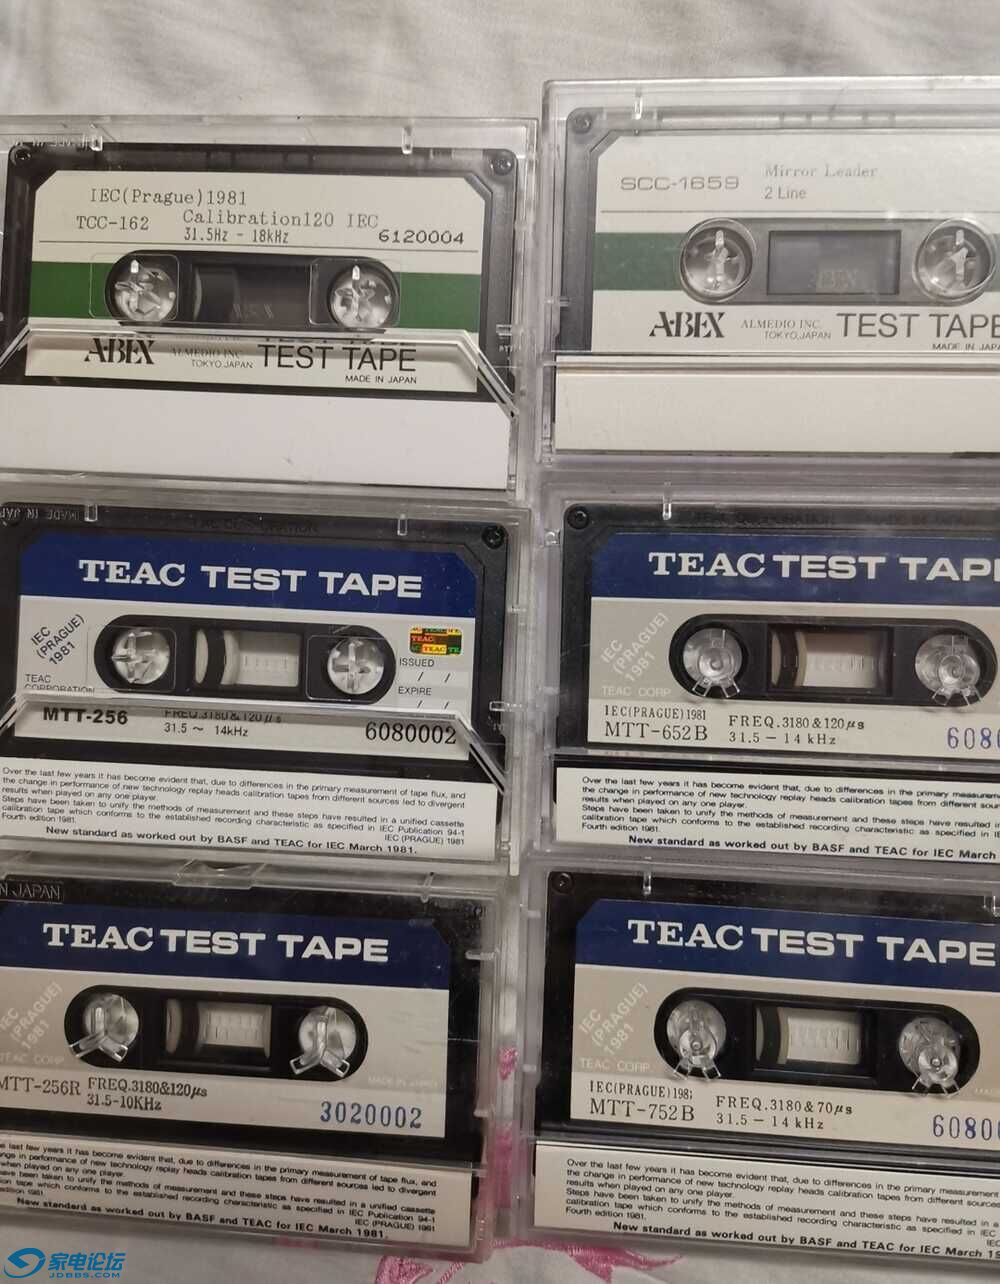 IEC(Prague)1981
TCC-162 Calibration120 IEC
31.5Hz - 18kHz 6120004
ABEX ALMEDIO INC. TEST TAPE
TOKYO,JAPAN
MADE IN JAPAN
SCC-1659 Mirror Leader
2 Line
ABEX ALMEDIO INC. TEST TAPE
TOKYO,JAPAN
MADE IN JAPAN
MADE IN JAP
TEAC TEST TAPE
IEC
(PRAGUE)
1981
TEAC
CORPORATION
TEAC
ISSUED
/ /
EXPIRE
/ /
MTT-256 FREQ.3180 & 120μs
31.5 ~ 14kHz 6080002
Over the last few years it has become evident that, due to differences in the primary measurement of tape flux, and
the change in performance of new technology replay heads calibration tapes from different sources led to divergent
results when played on any one player.
Steps have been taken to unify the methods of measurement and these steps have resulted in a unified cassette
calibration tape which conforms to the established recording characteristic as specified in IEC Publication 94-1
Fourth edition 1981. IEC (PRAGUE) 1981
New standard as worked out by BASF and TEAC for IEC March 1981.
TEAC TEST TAP
IEC
(PRAGUE)
1981
TEAC CORP
IEC(PRAGUE)1981
MTT-652B FREQ.3180 & 120μs
31.5 - 14 kHz 6080
Over the last few years it has become evident that, due to differences in the primary measurem
the change in performance of new technology replay heads calibration tapes from different sour
results when played on any one player.
Steps have been taken to unify the methods of measurement and these steps have resulted in
calibration tape which conforms to the established recording characteristic as specified in IE
Fourth edition 1981.
New standard as worked out by BASF and TEAC for IEC March
N JAPAN
TEAC TEST TAPE
IEC
(PRAGUE)
1981
TEAC CORP.
MADE IN JAPAN
MTT-256R FREQ.3180&120μs
31.5-10KHz 3020002
e last few years it has become evident that, due to differences in the primary measurement of tape flux, and
nge in performance of new technology replay heads calibration tapes from different sources led to divergent
when played on any one player.
ave been taken to unify the methods of measurement and these steps have resulted in a unified cassette
tion tape which conforms to the established recording characteristic as specified in IEC Publication 94-1
edition 1981. IEC (PRAGUE) 1981
New standard as worked out by BASF and TEAC for IEC March 1981.
TEAC TEST TAPE
IEC
(PRAGUE)
1981
TEAC CORP.
IEC(PRAGUE)198
MTT-752B FREQ.3180 & 70μs
31.5 - 14 kHz 6080
Over the last few years it has become evident that, due to differences in the primary measurement
the change in performance of new technology replay heads calibration tapes from different sources
results when played on any one player.
Steps have been taken to unify the methods of measurement and these steps have resulted in a
calibration tape which conforms to the established recording characteristic as specified in IEC
Fourth edition 1981. IEC
New standard as worked out by BASF and TEAC for IEC March 19
家电论坛
JDBBS.COM